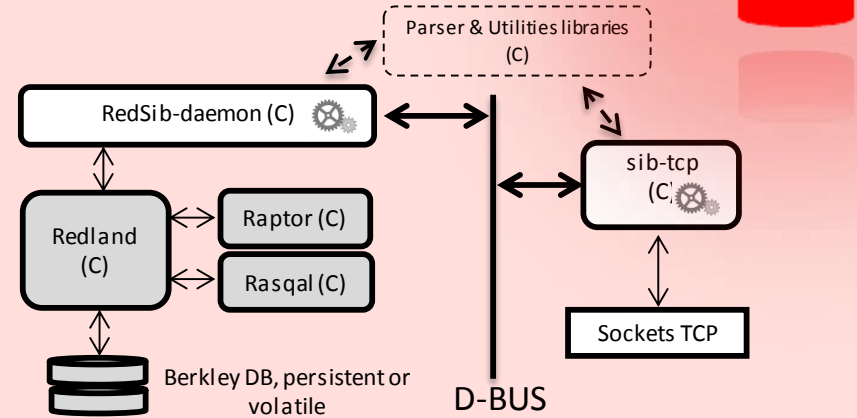 Parser & Utilities libraries
(C)
RedSib-daemon (C)
sib-tcp
(C)
Redland
(C)
Raptor (C)
Rasqal (C)
Sockets TCP
Berkley DB, persistent or
volatile
D-BUS